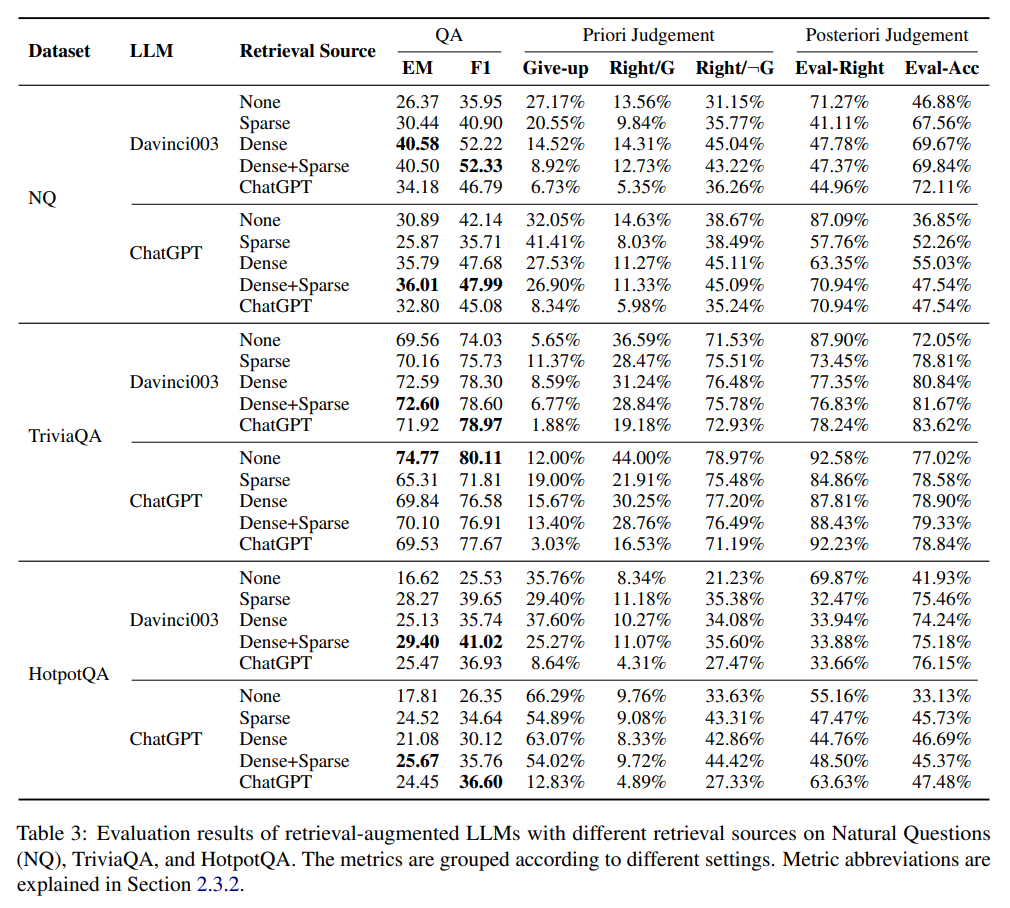 QA Priori Judgement Posteriori Judgement
Dataset LLM Retrieval Source
EM F1 Give-up Right/G Right/¬G Eval-Right Eval-Acc
None 26.37 35.95 27.17% 13.56% 31.15% 71.27% 46.88%
Sparse 30.44 40.90 20.55% 9.84% 35.77% 41.11% 67.56%
Davinci003 Dense 40.58 52.22 14.52% 14.31% 45.04% 47.78% 69.67%
Dense+Sparse 40.50 52.33 8.92% 12.73% 43.22% 47.37% 69.84%
ChatGPT 34.18 46.79 6.73% 5.35% 36.26% 44.96% 72.11%
NQ
None 30.89 42.14 32.05% 14.63% 38.67% 87.09% 36.85%
Sparse 25.87 35.71 41.41% 8.03% 38.49% 57.76% 52.26%
ChatGPT Dense 35.79 47.68 27.53% 11.27% 45.11% 63.35% 55.03%
Dense+Sparse 36.01 47.99 26.90% 11.33% 45.09% 70.94% 47.54%
ChatGPT 32.80 45.08 8.34% 5.98% 35.24% 70.94% 47.54%
None 69.56 74.03 5.65% 36.59% 71.53% 87.90% 72.05%
Sparse 70.16 75.73 11.37% 28.47% 75.51% 73.45% 78.81%
Davinci003 Dense 72.59 78.30 8.59% 31.24% 76.48% 77.35% 80.84%
Dense+Sparse 72.60 78.60 6.77% 28.84% 75.78% 76.83% 81.67%
ChatGPT 71.92 78.97 1.88% 19.18% 72.93% 78.24% 83.62%
TriviaQA
None 74.77 80.11 12.00% 44.00% 78.97% 92.58% 77.02%
Sparse 65.31 71.81 19.00% 21.91% 75.48% 84.86% 78.58%
ChatGPT Dense 69.84 76.58 15.67% 30.25% 77.20% 87.81% 78.90%
Dense+Sparse 70.10 76.91 13.40% 28.76% 76.49% 88.43% 79.33%
ChatGPT 69.53 77.67 3.03% 16.53% 71.19% 92.23% 78.84%
None 16.62 25.53 35.76% 8.34% 21.23% 69.87% 41.93%
Sparse 28.27 39.65 29.40% 11.18% 35.38% 32.47% 75.46%
Davinci003 Dense 25.13 35.74 37.60% 10.27% 34.08% 33.94% 74.24%
Dense+Sparse 29.40 41.02 25.27% 11.07% 35.60% 33.88% 75.18%
ChatGPT 25.47 36.93 8.64% 4.31% 27.47% 33.66% 76.15%
HotpotQA
None 17.81 26.35 66.29% 9.76% 33.63% 55.16% 33.13%
Sparse 24.52 34.64 54.89% 9.08% 43.31% 47.47% 45.73%
ChatGPT Dense 21.08 30.12 63.07% 8.33% 42.86% 44.76% 46.69%
Dense+Sparse 25.67 35.76 54.02% 9.72% 44.42% 48.50% 45.37%
ChatGPT 24.45 36.60 12.83% 4.89% 27.33% 63.63% 47.48%
Table 3: Evaluation results of retrieval-augmented LLMs with different retrieval sources on Natural Questions
(NQ), TriviaQA, and HotpotQA. The metrics are grouped according to different settings. Metric abbreviations are
explained in Section 2.3.2.